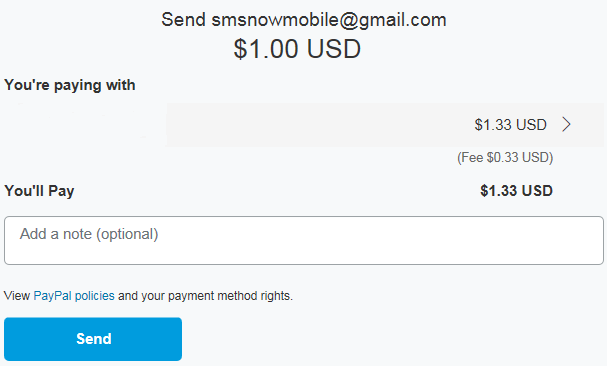 Send smsnowmobile@gmail.com
$1.00 USD
You're paying with
$1.33 USD
(Fee $0.33 USD)
You'll Pay $1.33 USD
Add a note (optional)
View PayPal policies and your payment method rights.
Send